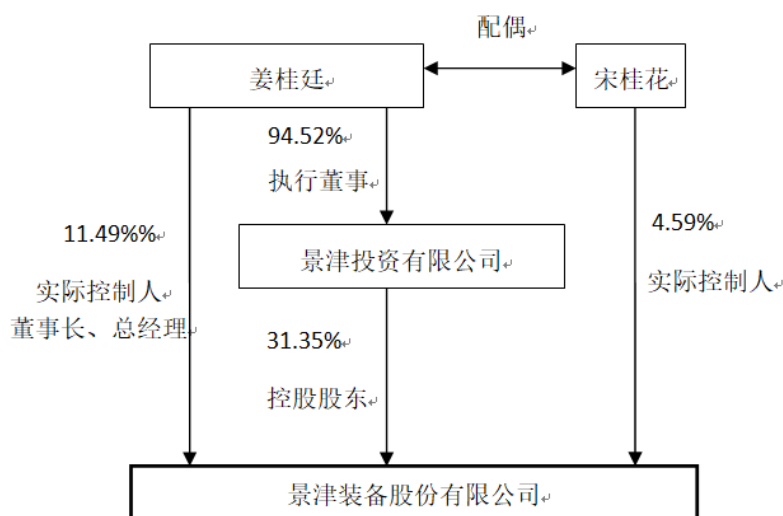 配偶
姜桂廷
宋桂花
94.52%
执行董事
11.49%%
实际控制人
董事长、总经理
景津投资有限公司
4.59%
实际控制人
31.35%
控股股东
景津装备股份有限公司